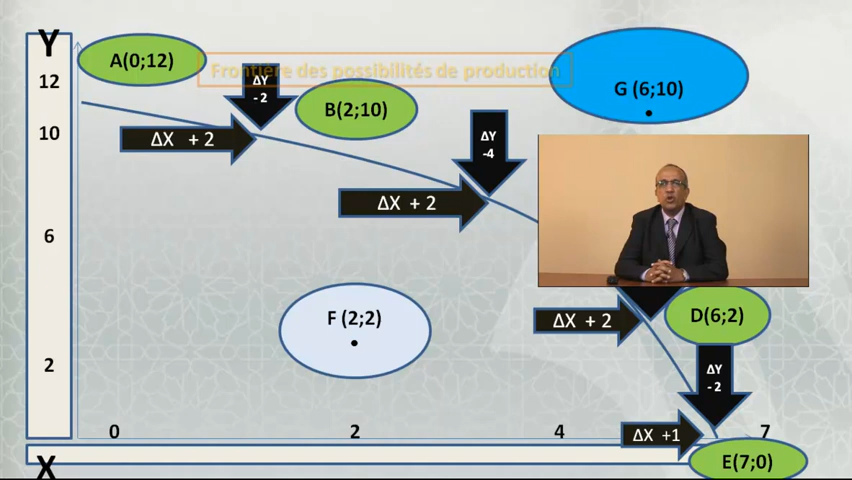 Y
A(0;12)
Frontière des possibilités de production
12
ΔY
- 2
G (6;10)
B(2;10)
10
ΔX + 2
ΔY
-4
ΔX + 2
6
F (2;2)
ΔX + 2
D(6;2)
2
ΔY
- 2
0
2
4
7
ΔX +1
X
E(7;0)